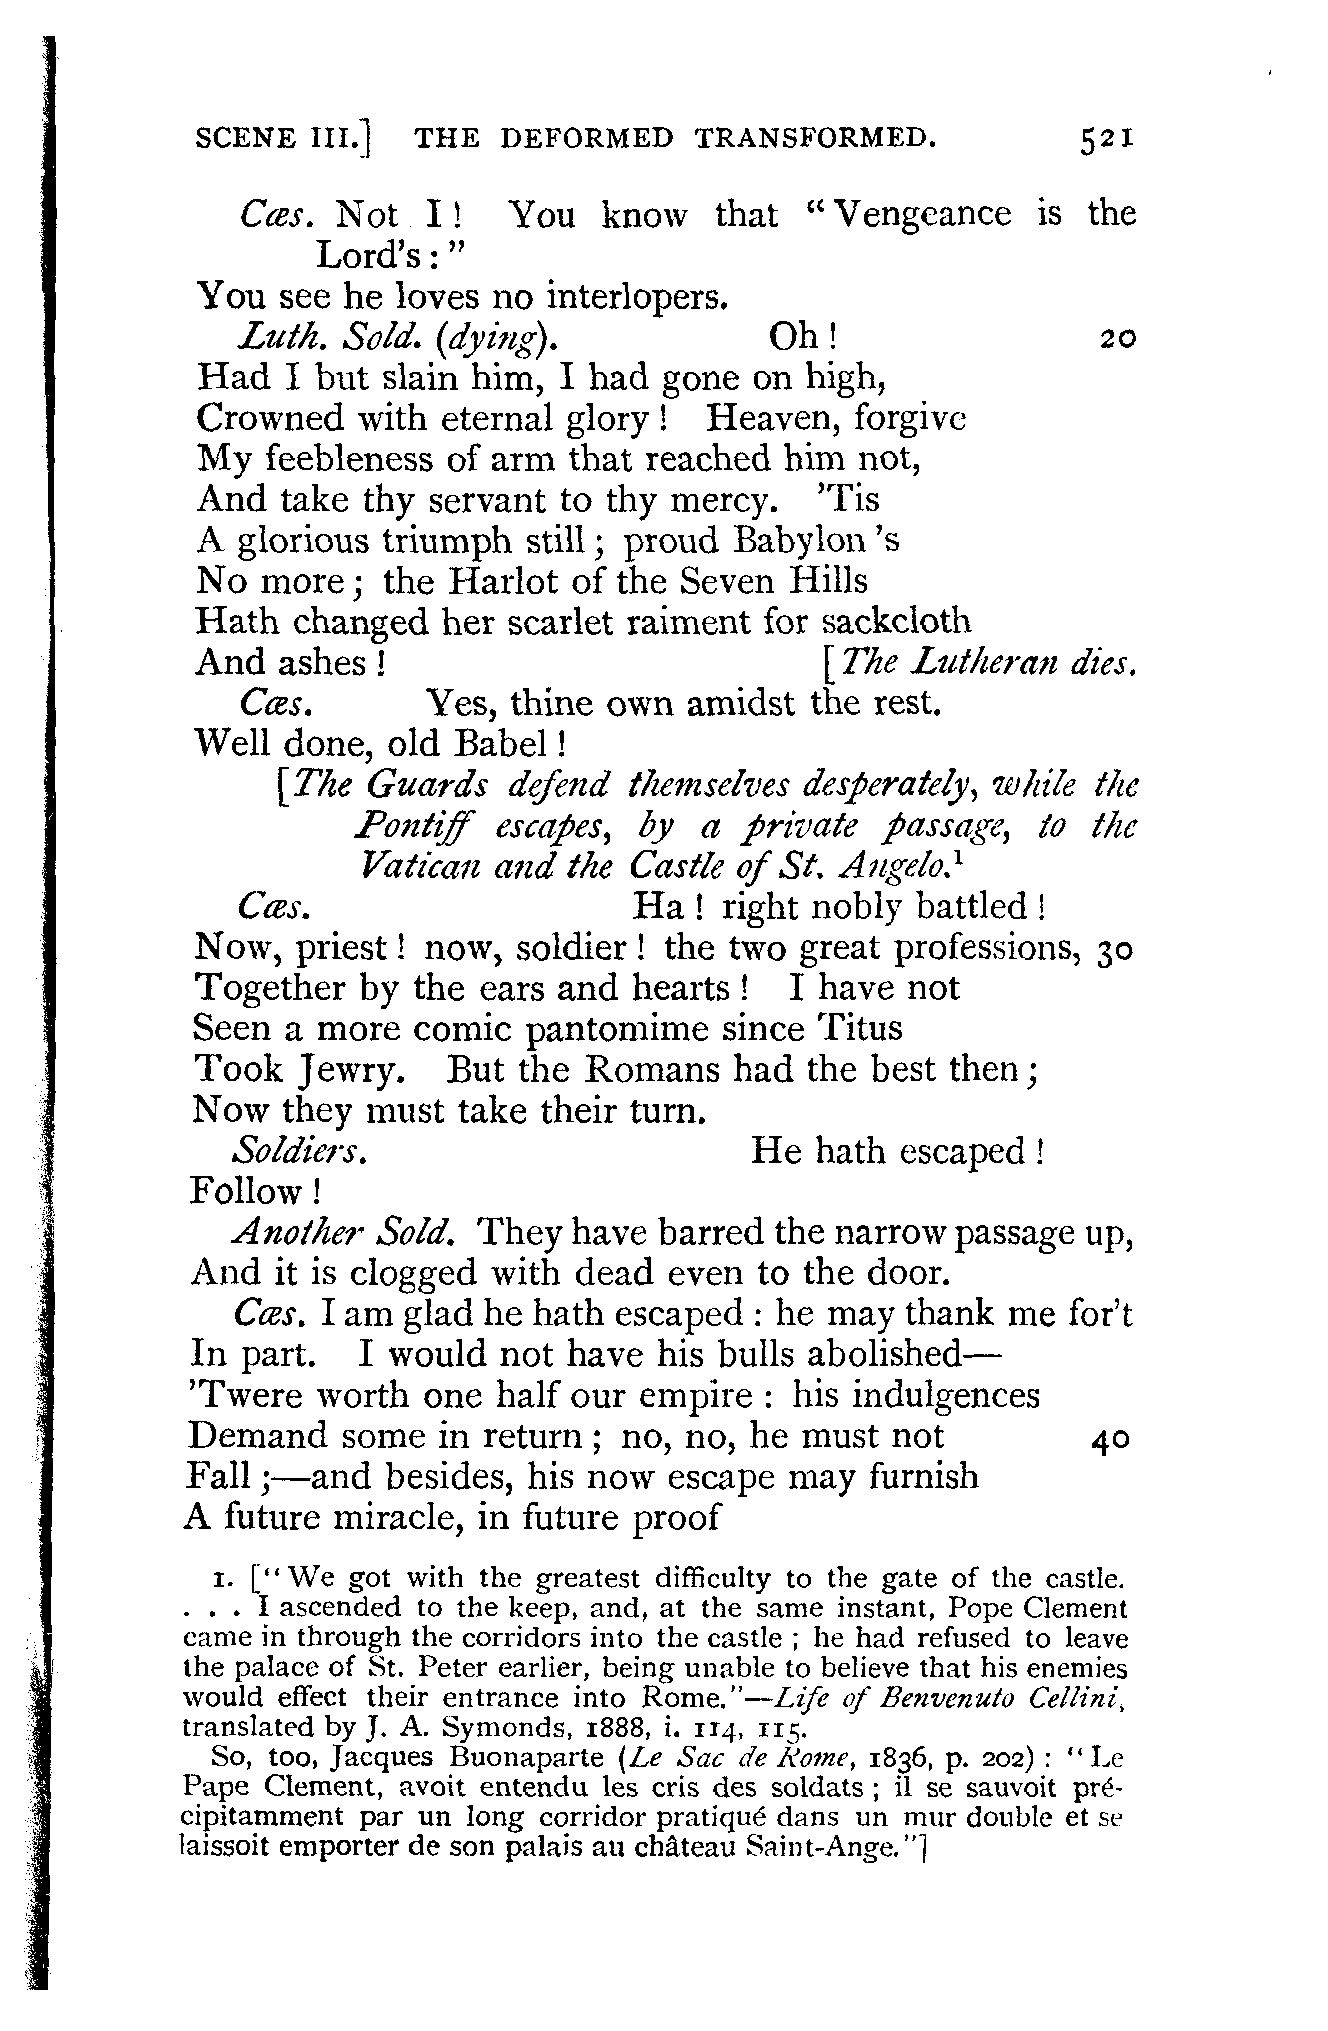 SCENE III.] THE DEFORMED TRANSFORMED. 521
Cæs. Not I! You know that "Vengeance is the
Lord's:"
You see he loves no interlopers.
Luth. Sold. (dying). Oh! 20
Had I but slain him, I had gone on high,
Crowned with eternal glory! Heaven, forgive
My feebleness of arm that reached him not,
And take thy servant to thy mercy. 'Tis
A glorious triumph still; proud Babylon's
No more; the Harlot of the Seven Hills
Hath changed her scarlet raiment for sackcloth
And ashes! [The Lutheran dies.
Cæs. Yes, thine own amidst the rest.
Well done, old Babel!
[The Guards defend themselves desperately, while the
Pontiff escapes, by a private passage, to the
Vatican and the Castle of St. Angelo.¹
Cæs. Ha! right nobly battled!
Now, priest! now, soldier! the two great professions, 30
Together by the ears and hearts! I have not
Seen a more comic pantomime since Titus
Took Jewry. But the Romans had the best then;
Now they must take their turn.
Soldiers. He hath escaped!
Follow!
Another Sold. They have barred the narrow passage up,
And it is clogged with dead even to the door.
Cæs. I am glad he hath escaped: he may thank me for't
In part. I would not have his bulls abolished—
'Twere worth one half our empire: his indulgences
Demand some in return; no, no, he must not 40
Fall;—and besides, his now escape may furnish
A future miracle, in future proof
1. ["We got with the greatest difficulty to the gate of the castle.
. . . I ascended to the keep, and, at the same instant, Pope Clement
came in through the corridors into the castle; he had refused to leave
the palace of St. Peter earlier, being unable to believe that his enemies
would effect their entrance into Rome."—Life of Benvenuto Cellini,
translated by J. A. Symonds, 1888, i. 114, 115.
So, too, Jacques Buonaparte (Le Sac de Rome, 1836, p. 202): "Le
Pape Clement, avoit entendu les cris des soldats; il se sauvoit pré-
cipitamment par un long corridor pratiqué dans un mur double et se
laissoit emporter de son palais au château Saint-Ange."]